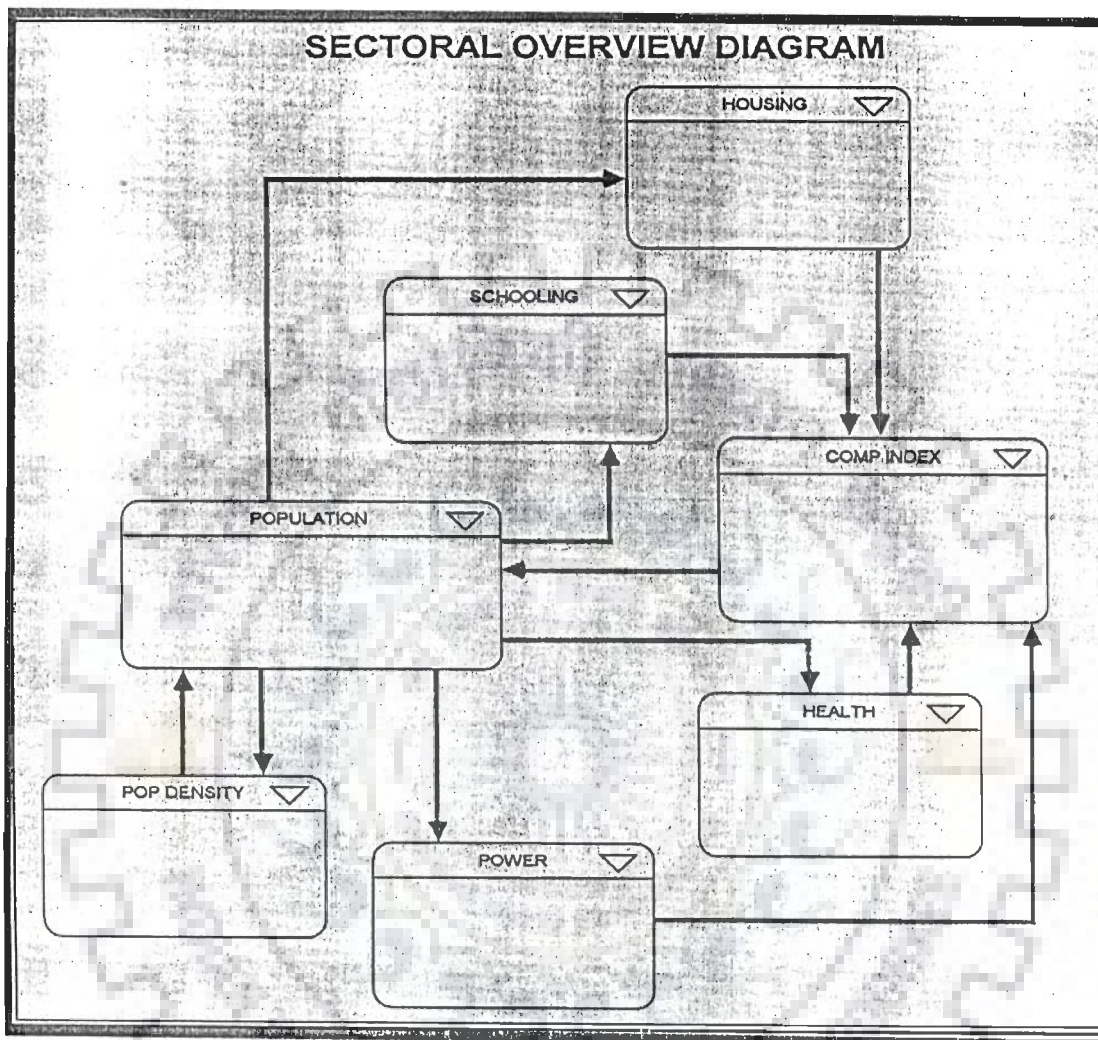 SECTORAL OVERVIEW DIAGRAM
HOUSING
SCHOOLING
COMP.INDEX
POPULATION
HEALTH
POP DENSITY
POWER